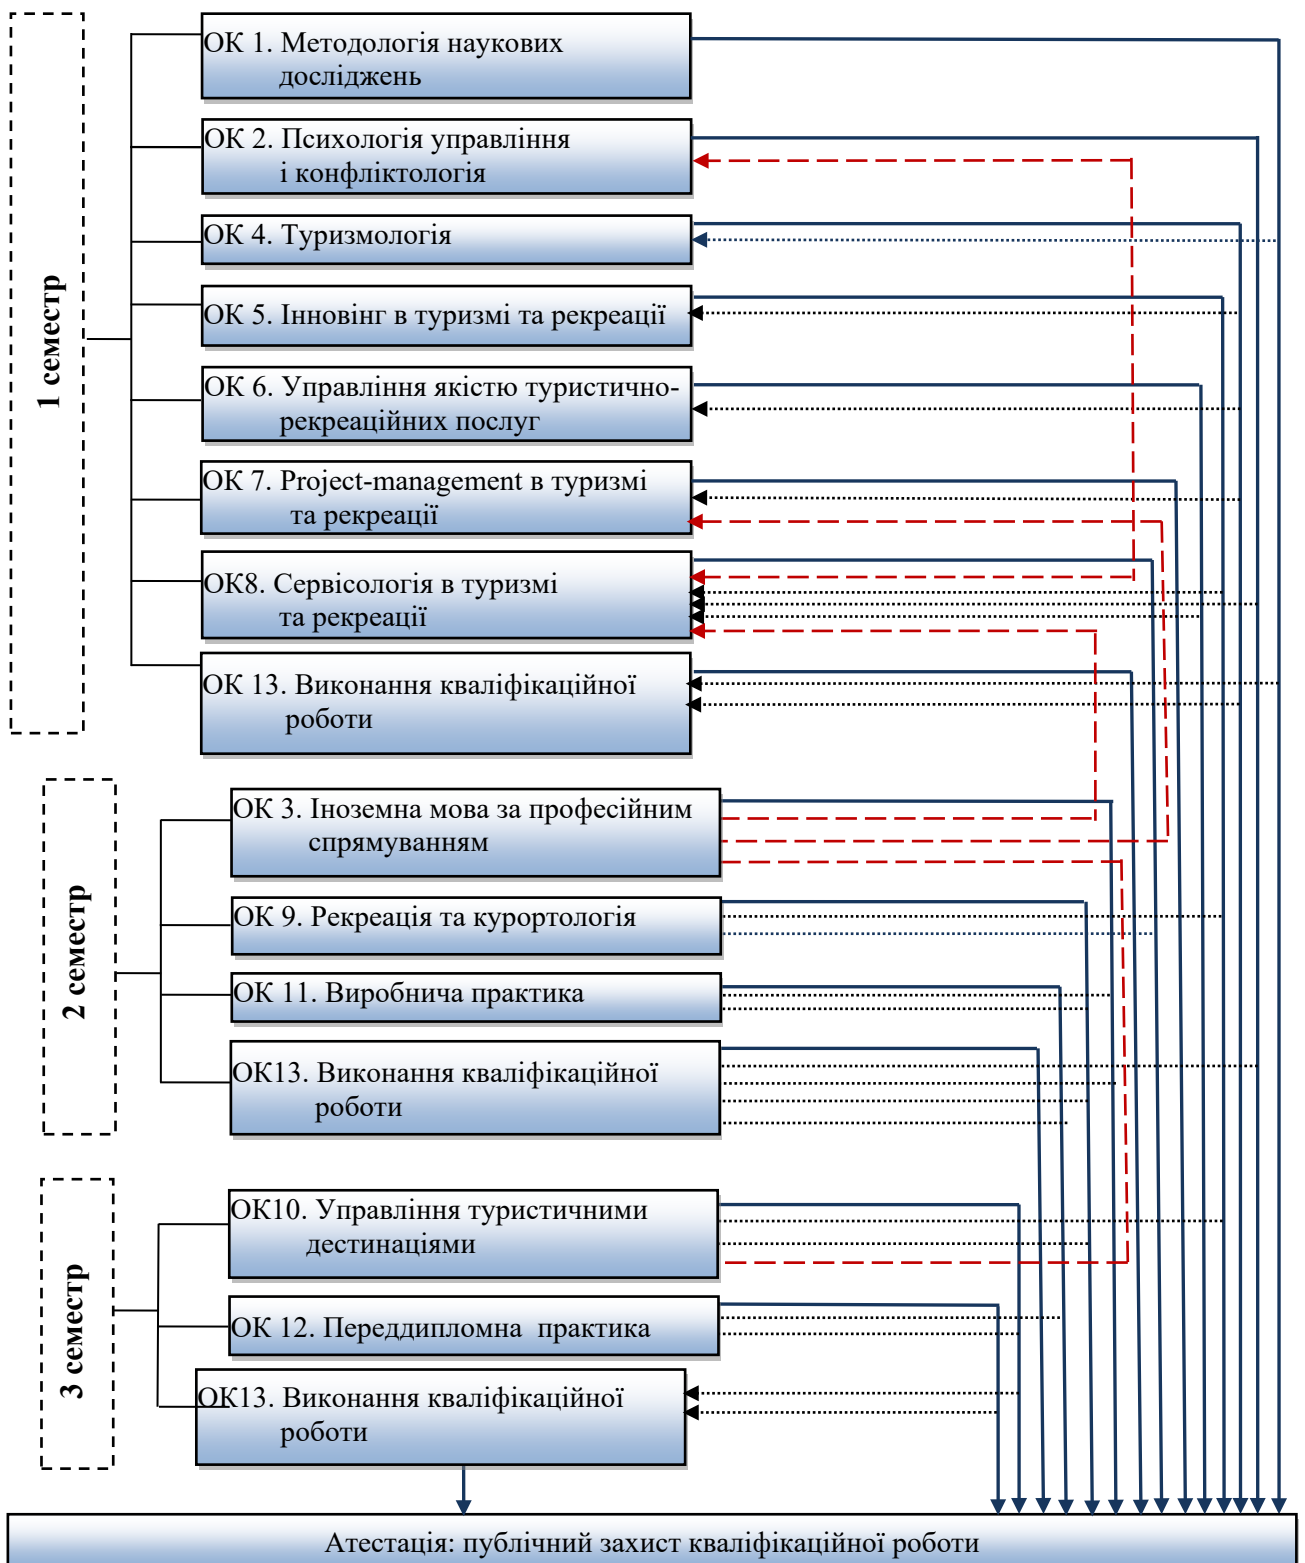 1 семестр
ОК 1. Методологія наукових
досліджень
ОК 2. Психологія управління
і конфліктологія
ОК 4. Туризмологія
ОК 5. Інновінг в туризмі та рекреації
ОК 6. Управління якістю туристично-
рекреаційних послуг
ОК 7. Project-management в туризмі
та рекреації
ОК8. Сервісологія в туризмі
та рекреації
ОК 13. Виконання кваліфікаційної
роботи
2 семестр
ОК 3. Іноземна мова за професійним
спрямуванням
ОК 9. Рекреація та курортологія
ОК 11. Виробнича практика
ОК13. Виконання кваліфікаційної
роботи
3 семестр
ОК10. Управління туристичними
дестинаціями
ОК 12. Переддипломна практика
ОК13. Виконання кваліфікаційної
роботи
Атестація: публічний захист кваліфікаційної роботи